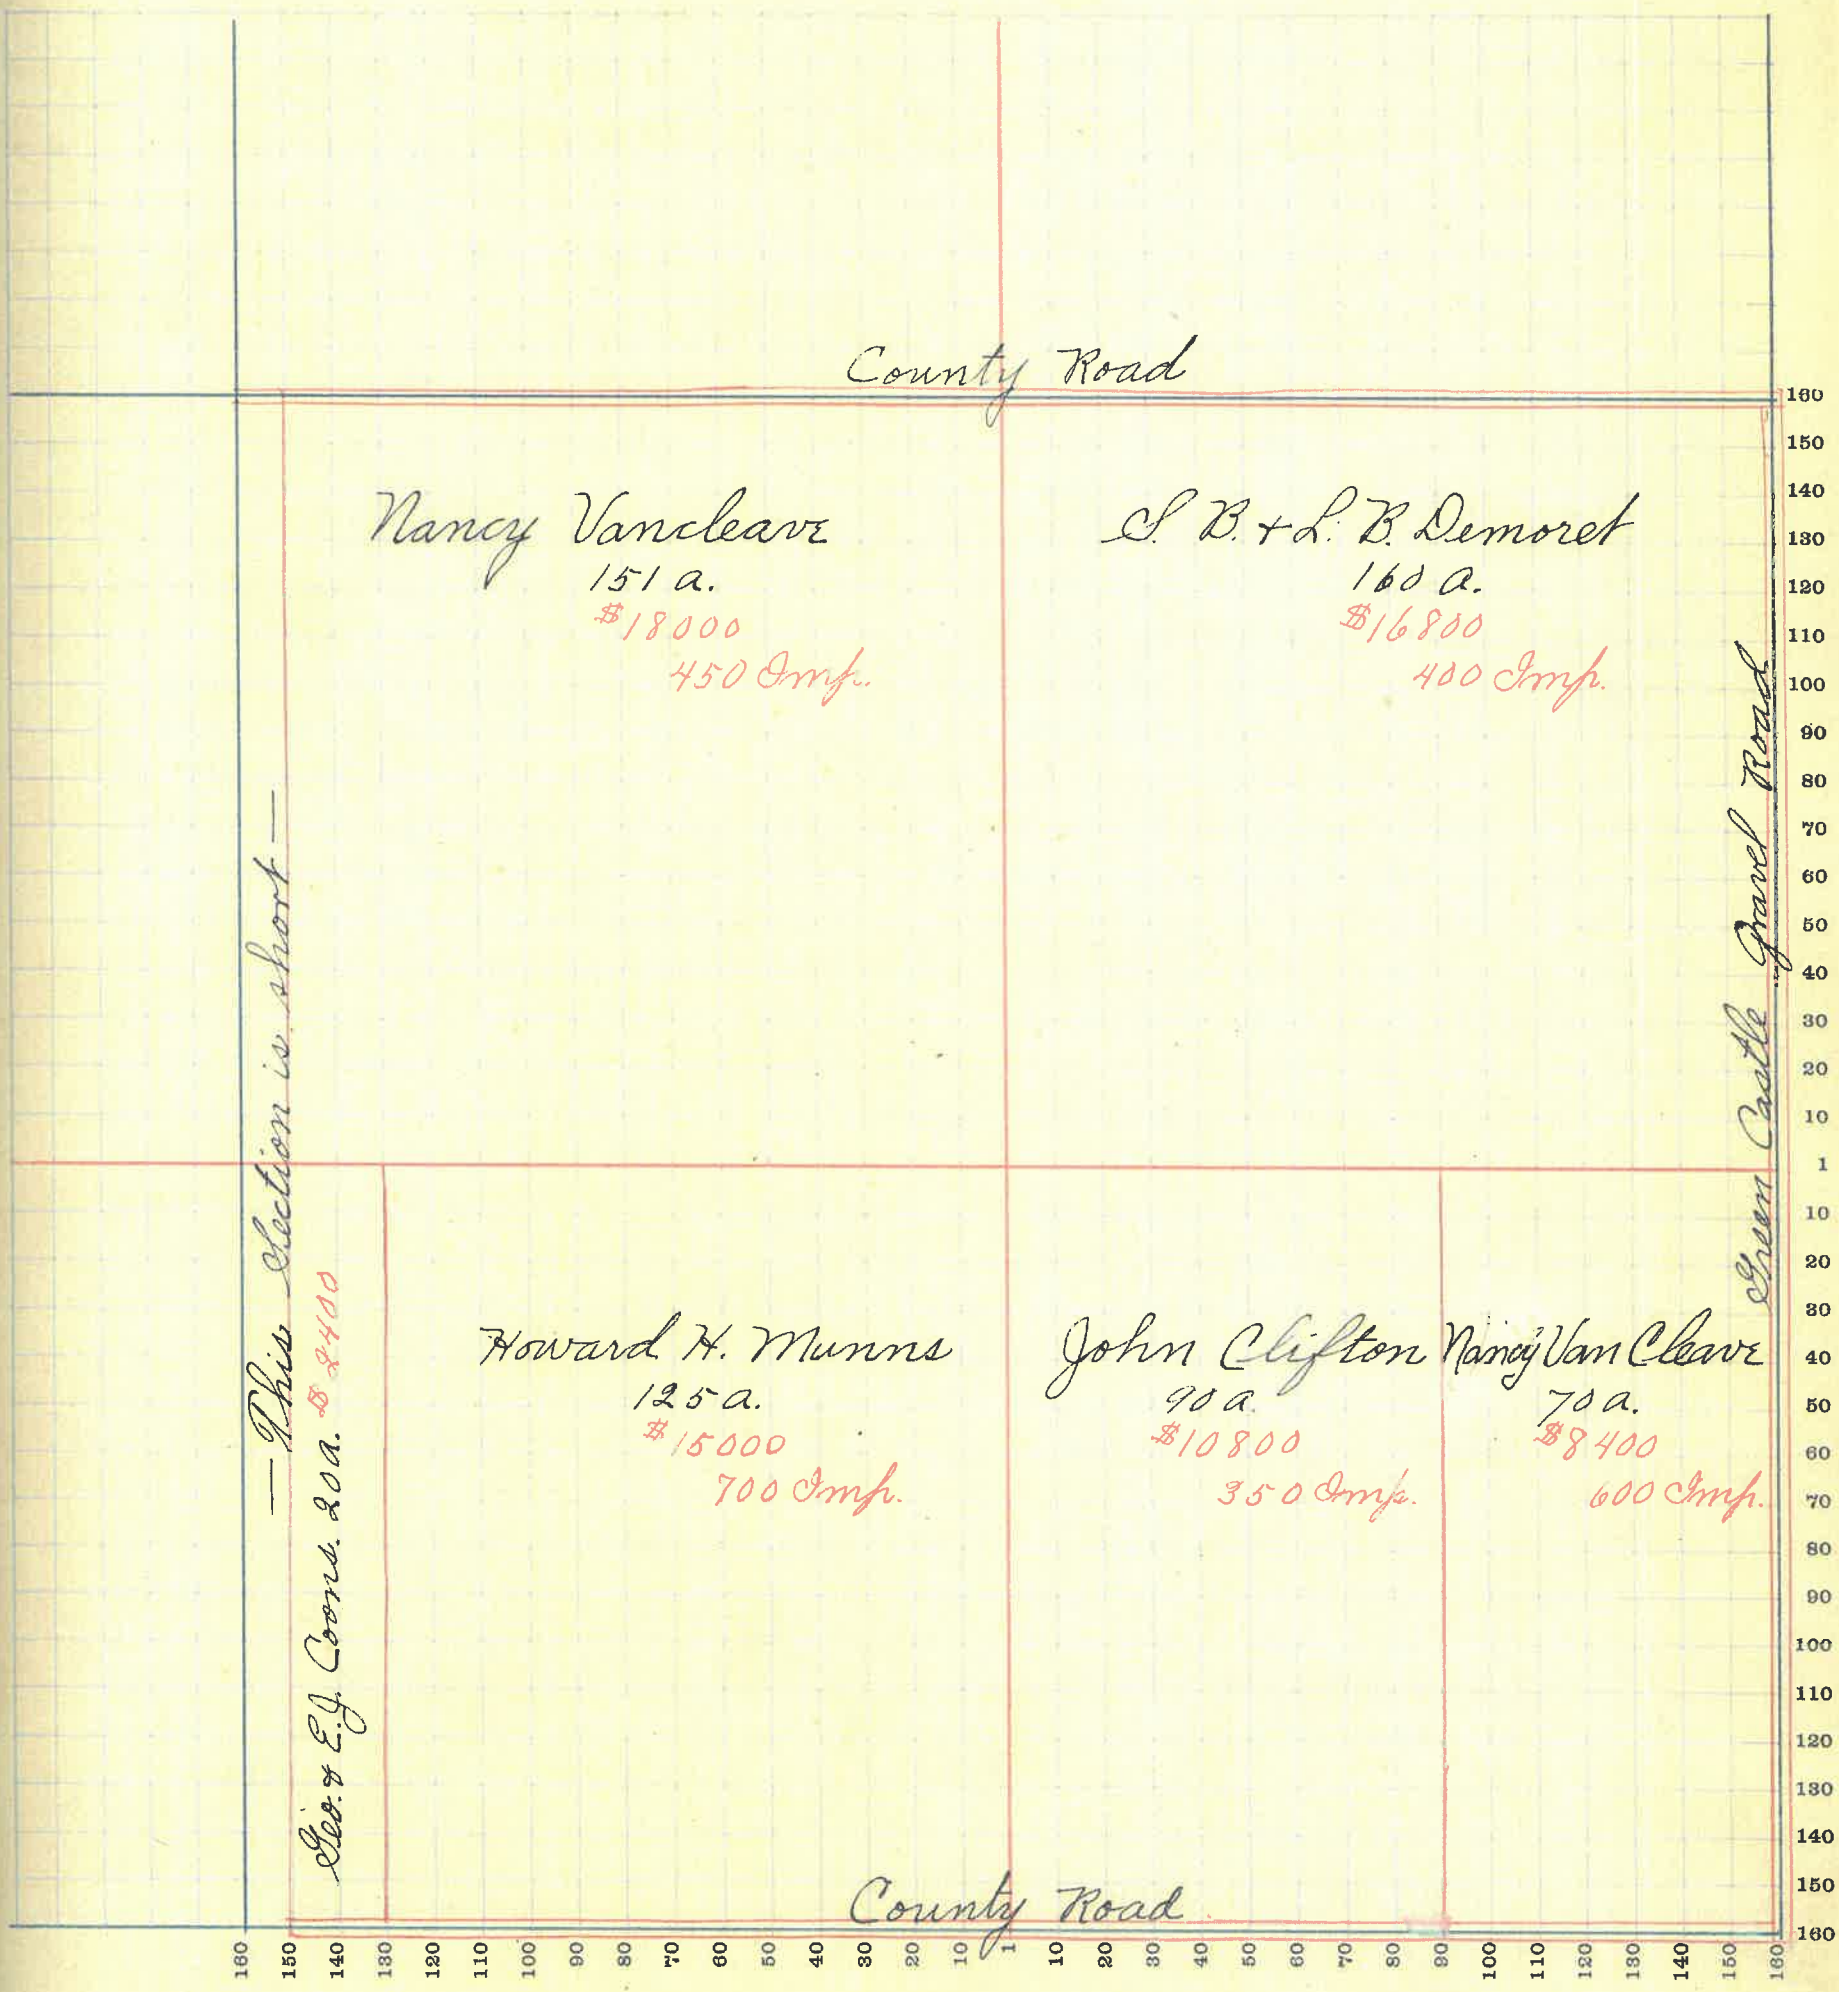 County Road
Nancy Vancleave
151 a.
$18000
450 Imp.
S. B. + L. B. Demoret
160 a.
$16800
400 Imp.
Green Castle Gravel Road
— This Section is short —
Geo. & E. J. Coons. 20 a. $2400
Howard H. Munns
125 a.
$15000
700 Imp.
John Clifton
90 a
$10800
350 Imp.
Nancy Van Cleave
70 a.
$8400
600 Imp.
County Road
160
150
140
130
120
110
100
90
80
70
60
50
40
30
20
10
1
10
20
30
40
50
60
70
80
90
100
110
120
130
140
150
160
160 150 140 130 120 110 100 90 80 70 60 50 40 30 20 10 1 10 20 30 40 50 60 70 80 90 100 110 120 130 140 150 160